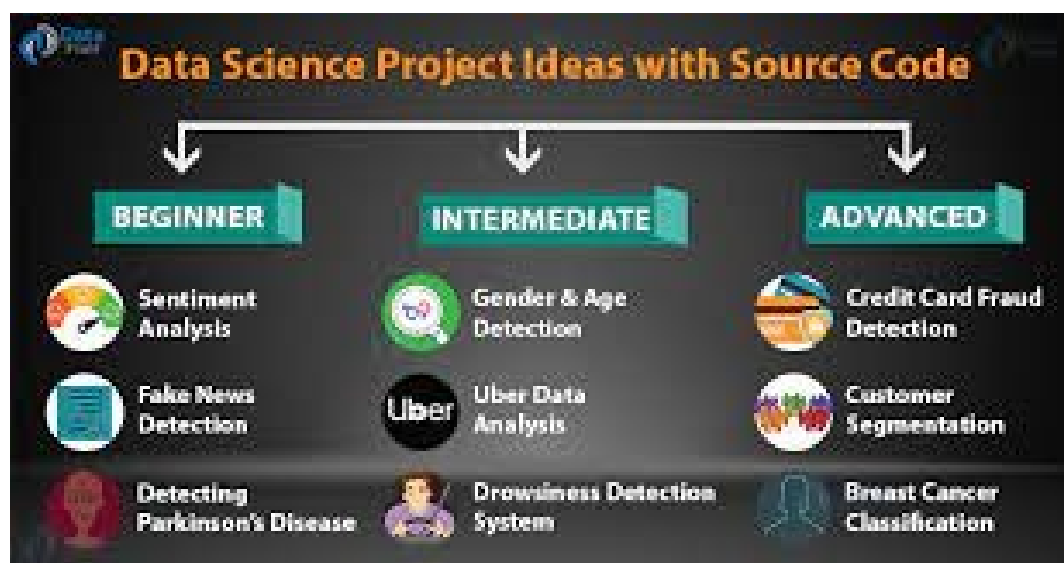 Data
Data Science Project Ideas with Source Code
BEGINNER
Sentiment
Analysis
Fake News
Detection
Detecting
Parkinson's Disease
INTERMEDIATE
Gender & Age
Detection
Uber
Uber Data
Analysis
Drowsiness Detection
System
ADVANCED
Credit Card Fraud
Detection
Customer
Segmentation
Breast Cancer
Classification